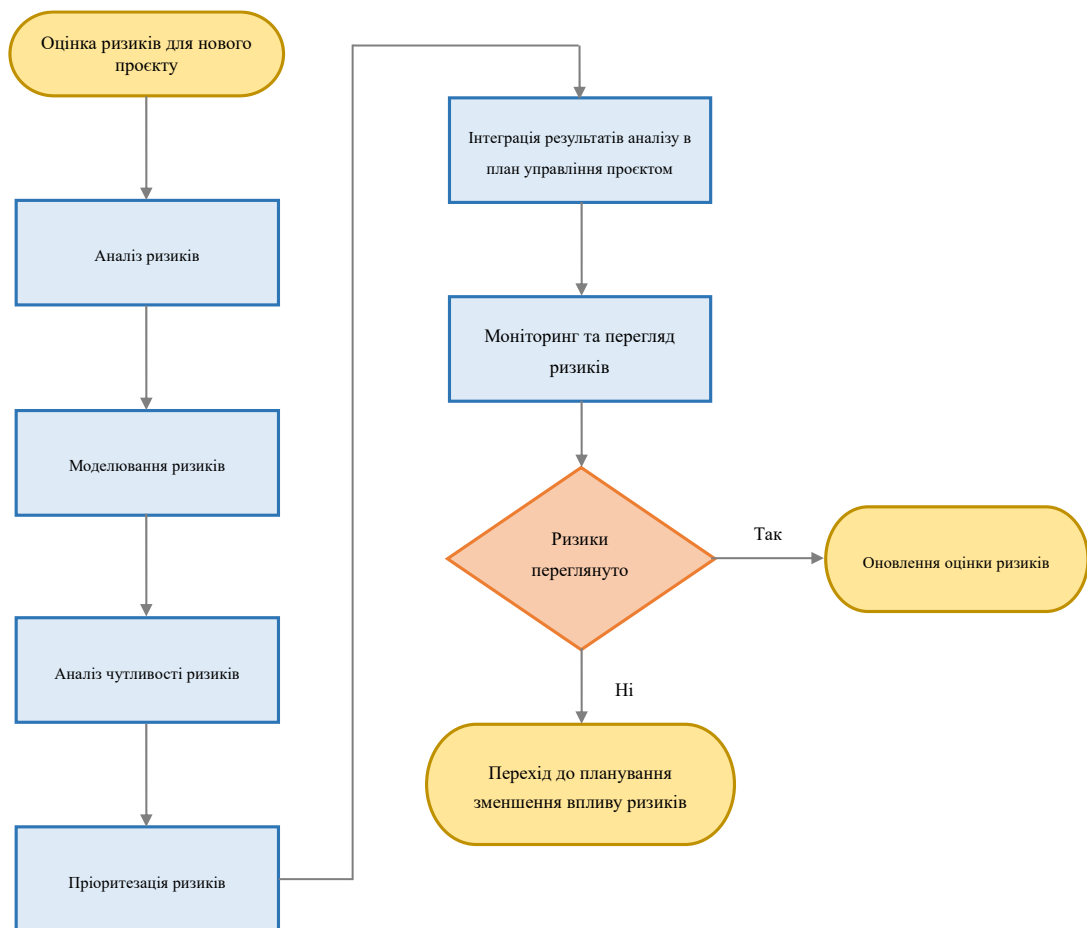 Оцінка ризиків для нового
проєкту
Аналіз ризиків
Моделювання ризиків
Аналіз чутливості ризиків
Пріоритезація ризиків
Інтеграція результатів аналізу в
план управління проєктом
Моніторинг та перегляд
ризиків
Ризики
переглянуто
Так
Оновлення оцінки ризиків
Ні
Перехід до планування
зменшення впливу ризиків